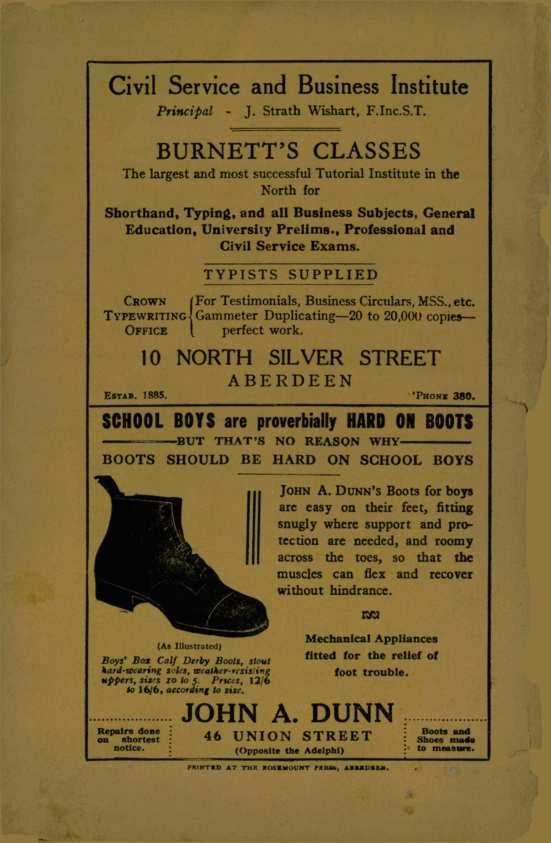 Civil Service and Business Institute
Principal - J. Strath Wishart, F.Inc.S.T.
BURNETT'S CLASSES
The largest and most successful Tutorial Institute in the
North for
Shorthand, Typing, and all Business Subjects, General
Education, University Prelims., Professional and
Civil Service Exams.
TYPISTS SUPPLIED
CROWN
TYPEWRITING
OFFICE
For Testimonials, Business Circulars, MSS., etc.
Gammeter Duplicating—20 to 20,000 copies—
perfect work.
10 NORTH SILVER STREET
ABERDEEN
ESTAB. 1885.
'PHONE 380.
SCHOOL BOYS are proverbially HARD ON BOOTS
BUT THAT'S NO REASON WHY
BOOTS SHOULD BE HARD ON SCHOOL BOYS
JOHN A. DUNN'S Boots for boys
are easy on their feet, fitting
snugly where support and pro-
tection are needed, and roomy
across the toes, so that the
muscles can flex and recover
without hindrance.
(As Illustrated)
Boys' Box Calf Derby Boots, stout
hard-wearing soles, weather-resisting
uppers, sizes 10 to 5. Prices, 12/6
to 16/6, according to size.
Mechanical Appliances
fitted for the relief of
foot trouble.
Repairs done
on shortest
notice.
JOHN A. DUNN
46 UNION STREET
(Opposite the Adelphi)
Boots and
Shoes made
to measure.
PRINTED AT THE ROSEMOUNT PRESS, ABERDEEN.